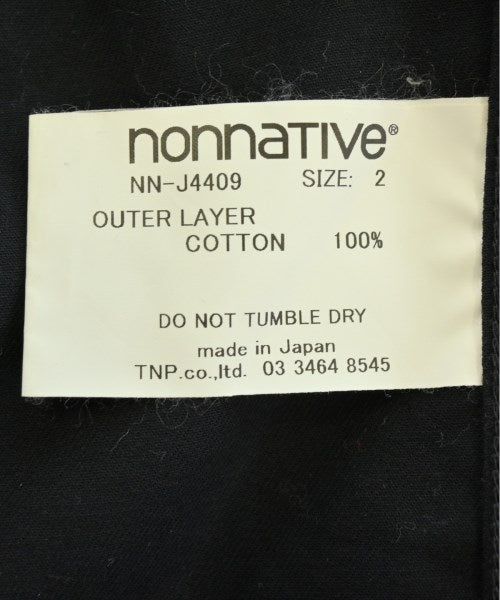 nonnaTIVe®
NN-J4409 SIZE: 2
OUTER LAYER
COTTON 100%
DO NOT TUMBLE DRY
made in Japan
TNP.co.,ltd. 03 3464 8545